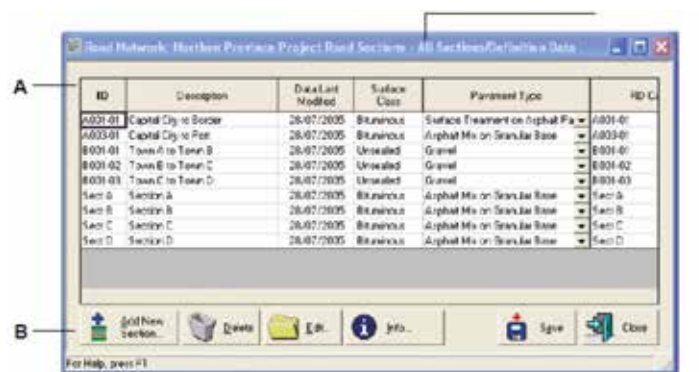 Road Network: Northern Province Project Road Sections - All Sections/Definition Data
A
ID Description Data Last Modified Surface Class Pavement Type RD Ca
A001-01 Capital City to Border 28/07/2005 Bituminous Surface Treatment on Asphalt Pa A001-01
A003-01 Capital City to Port 28/07/2005 Bituminous Asphalt Mix on Granular Base A003-01
B001-01 Town A to Town B 28/07/2005 Unsealed Gravel B001-01
B001-02 Town B to Town C 28/07/2005 Unsealed Gravel B001-02
B001-03 Town C to Town D 28/07/2005 Unsealed Gravel B001-03
Sect A Section A 28/07/2005 Bituminous Asphalt Mix on Granular Base Sect A
Sect B Section B 28/07/2005 Bituminous Asphalt Mix on Granular Base Sect B
Sect C Section C 28/07/2005 Bituminous Asphalt Mix on Granular Base Sect C
Sect D Section D 28/07/2005 Bituminous Asphalt Mix on Granular Base Sect D
B
Add New Section... Delete Edit.. Info... Save Close
For Help, press F1